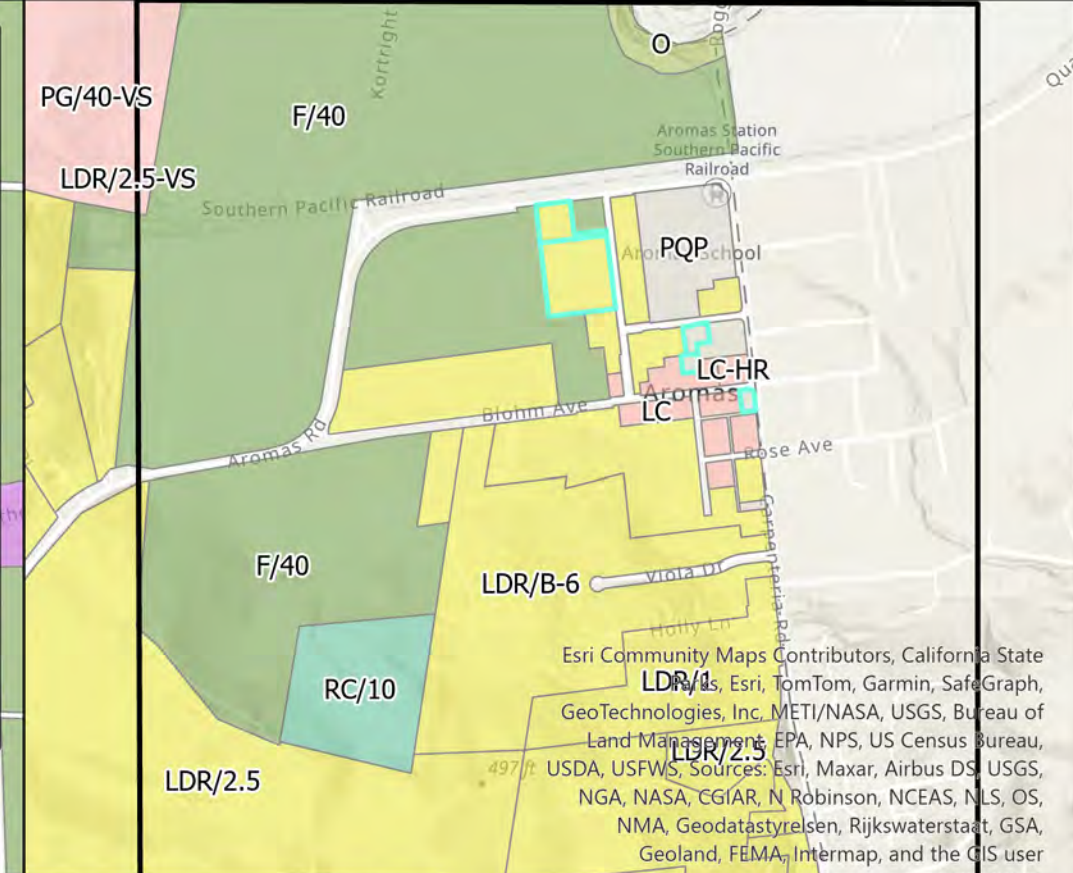 Kortright
Rogg
O
Qua
PG/40-VS
F/40
Aromas Station
Southern Pacific
Railroad
R
LDR/2.5-VS
Southern Pacific Railroad
PQP
Aromas School
LC-HR
Aromas
LC
Blohm Ave
Aromas Rd
Rose Ave
Carpenteria Rd
F/40
LDR/B-6
Viola Dr
Holly Ln
RC/10
LDR/1
LDR/2.5
LDR/2.5
497 ft
Esri Community Maps Contributors, California State
Parks, Esri, TomTom, Garmin, SafeGraph,
GeoTechnologies, Inc, METI/NASA, USGS, Bureau of
Land Management, EPA, NPS, US Census Bureau,
USDA, USFWS, Sources: Esri, Maxar, Airbus DS, USGS,
NGA, NASA, CGIAR, N Robinson, NCEAS, NLS, OS,
NMA, Geodatastyrelsen, Rijkswaterstaat, GSA,
Geoland, FEMA, Intermap, and the GIS user